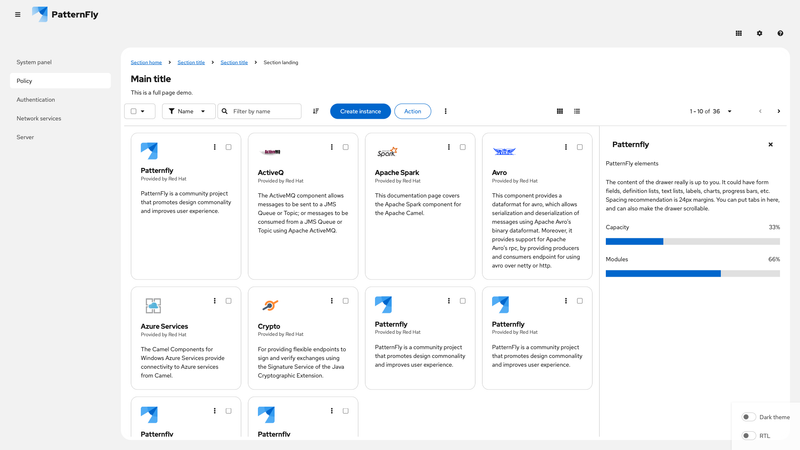 PatternFly
System panel
Policy
Authentication
Network services
Server
Section home
Section title
Section title
Section landing
Main title
This is a full page demo.
Name
Filter by name
Create instance
Action
1 - 10 of 36
Patternfly
Provided by Red Hat
PatternFly is a community project
that promotes design commonality
and improves user experience.
ActiveQ
Provided by Red Hat
The ActiveMQ component allows
messages to be sent to a JMS
Queue or Topic; or messages to be
consumed from a JMS Queue or
Topic using Apache ActiveMQ.
Spark
Apache Spark
Provided by Red Hat
This documentation page covers
the Apache Spark component for
the Apache Camel.
Avro
Provided by Red Hat
This component provides a
dataformat for avro, which allows
serialization and deserialization of
messages using Apache Avro's
binary dataformat. Moreover, it
provides support for Apache
Avro's rpc, by providing producers
and consumers endpoint for using
avro over netty or http.
Azure Services
Provided by Red Hat
The Camel Components for
Windows Azure Services provide
connectivity to Azure services
from Camel.
Crypto
Provided by Red Hat
For providing flexible endpoints to
sign and verify exchanges using
the Signature Service of the Java
Cryptographic Extension.
Patternfly
Provided by Red Hat
PatternFly is a community project
that promotes design commonality
and improves user experience.
Patternfly
Provided by Red Hat
PatternFly is a community project
that promotes design commonality
and improves user experience.
Patternfly
Patternfly
Patternfly
PatternFly elements
The content of the drawer really is up to you. It could have form
fields, definition lists, text lists, labels, charts, progress bars, etc.
Spacing recommendation is 24px margins. You can put tabs in here,
and can also make the drawer scrollable.
Capacity 33%
Modules 66%
Dark theme
RTL